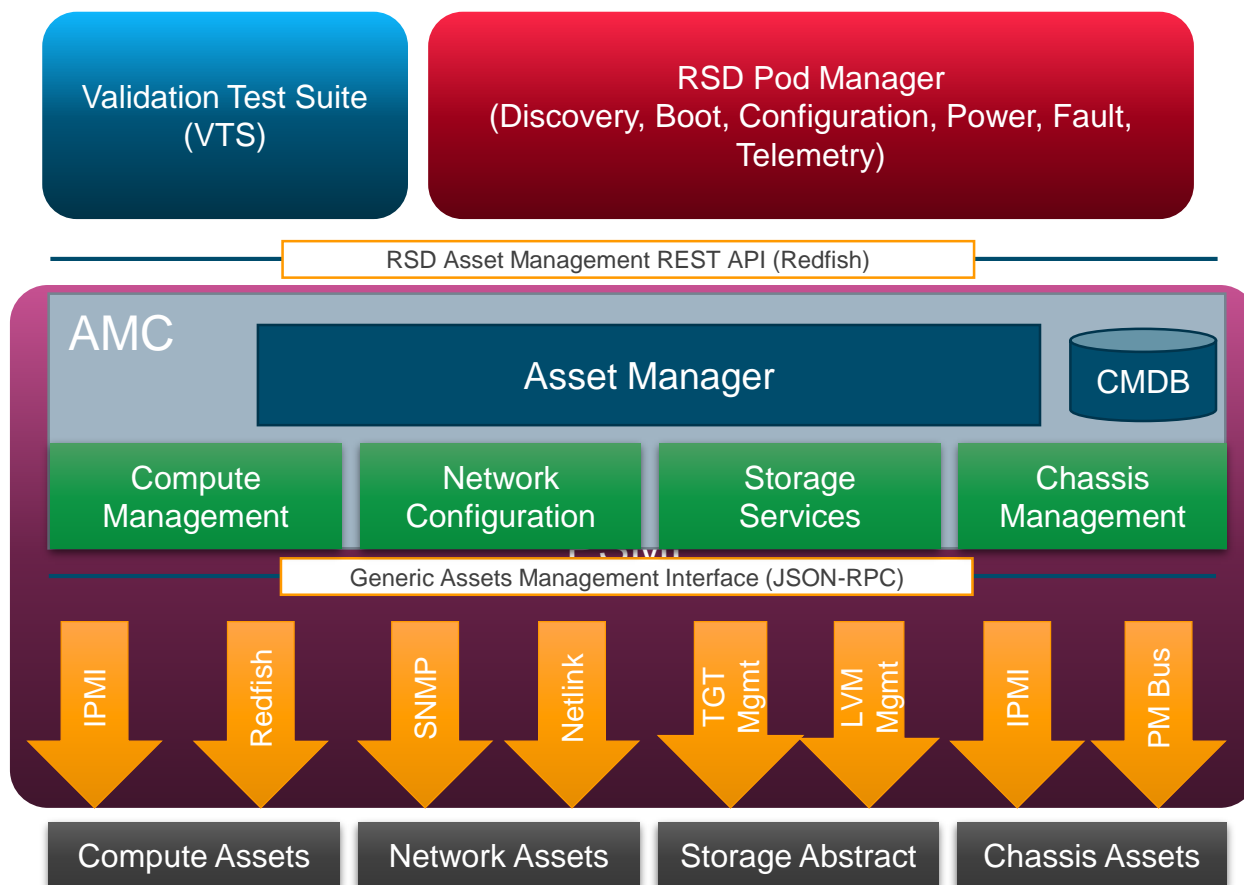 Validation Test Suite
(VTS)
RSD Pod Manager
(Discovery, Boot, Configuration, Power, Fault,
Telemetry)
RSD Asset Management REST API (Redfish)
AMC
Asset Manager
CMDB
Compute
Management
Network
Configuration
Storage
Services
Chassis
Management
Generic Assets Management Interface (JSON-RPC)
IPMI
Redfish
SNMP
Netlink
TGT
Mgmt
LVM
Mgmt
IPMI
PM Bus
Compute Assets
Network Assets
Storage Abstract
Chassis Assets